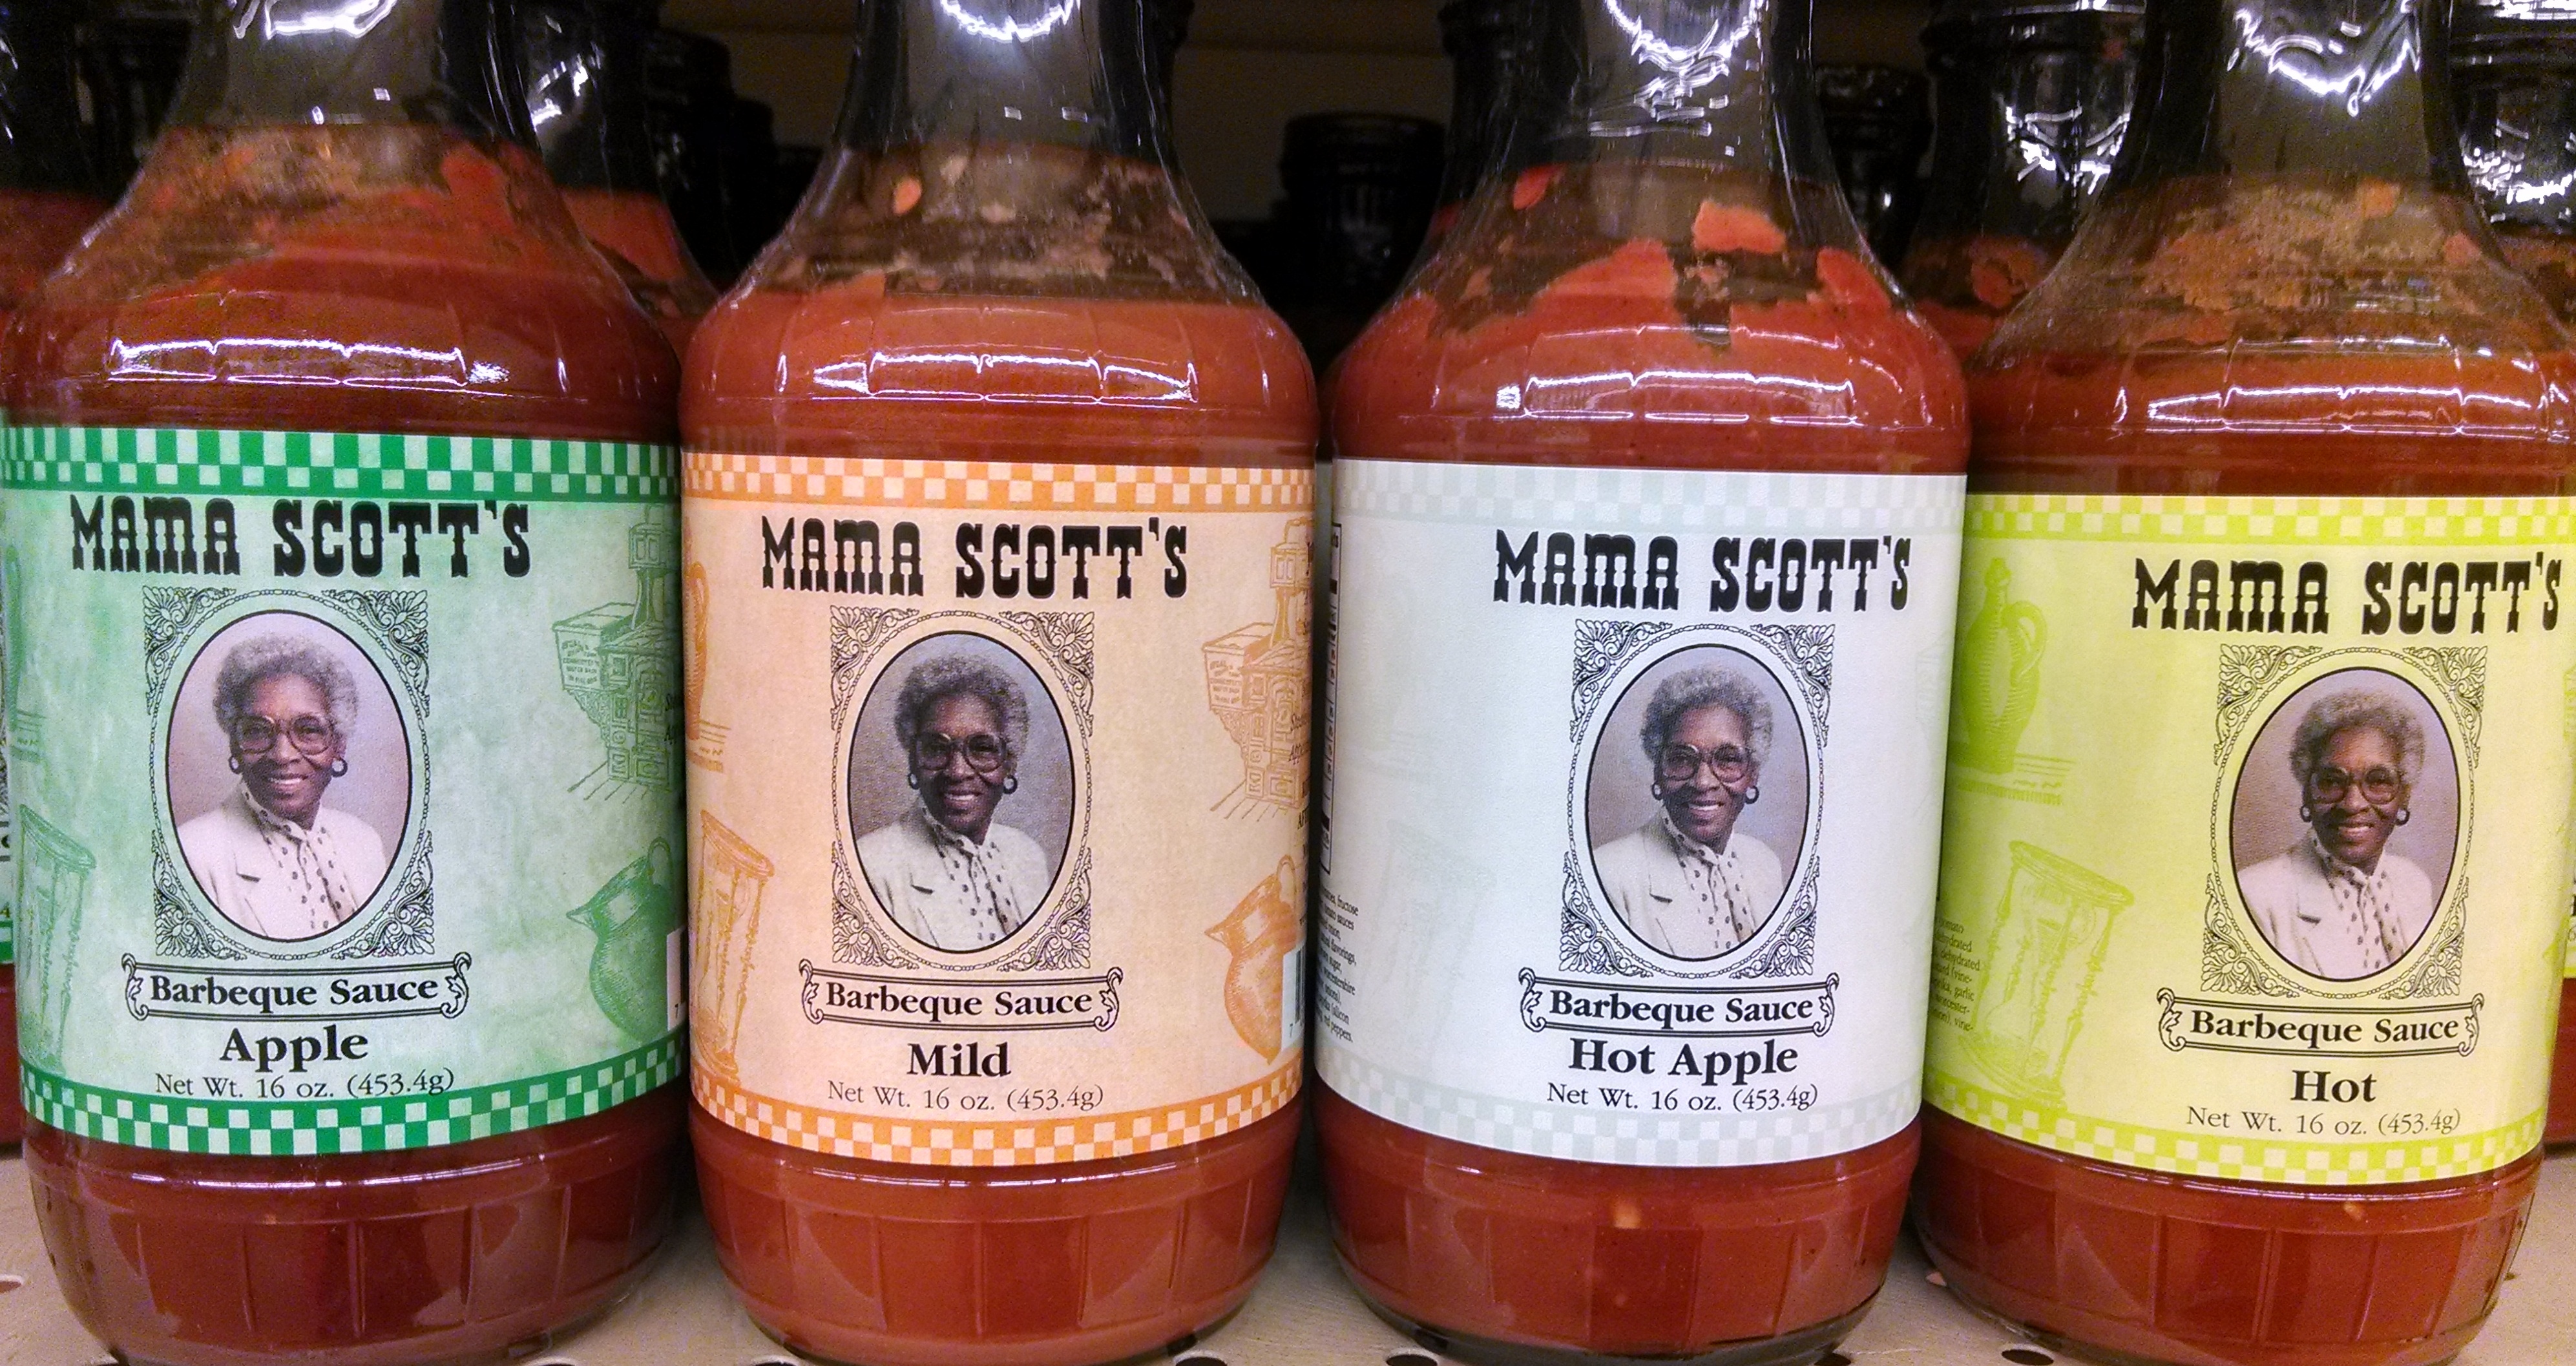 MAMA SCOTT'S
Barbeque Sauce
Apple
Net Wt. 16 oz. (453.4g)
MAMA SCOTT'S
Barbeque Sauce
Mild
Net Wt. 16 oz. (453.4g)
MAMA SCOTT'S
Barbeque Sauce
Hot Apple
Net Wt. 16 oz. (453.4g)
MAMA SCOTT'S
Barbeque Sauce
Hot
Net Wt. 16 oz. (453.4g)